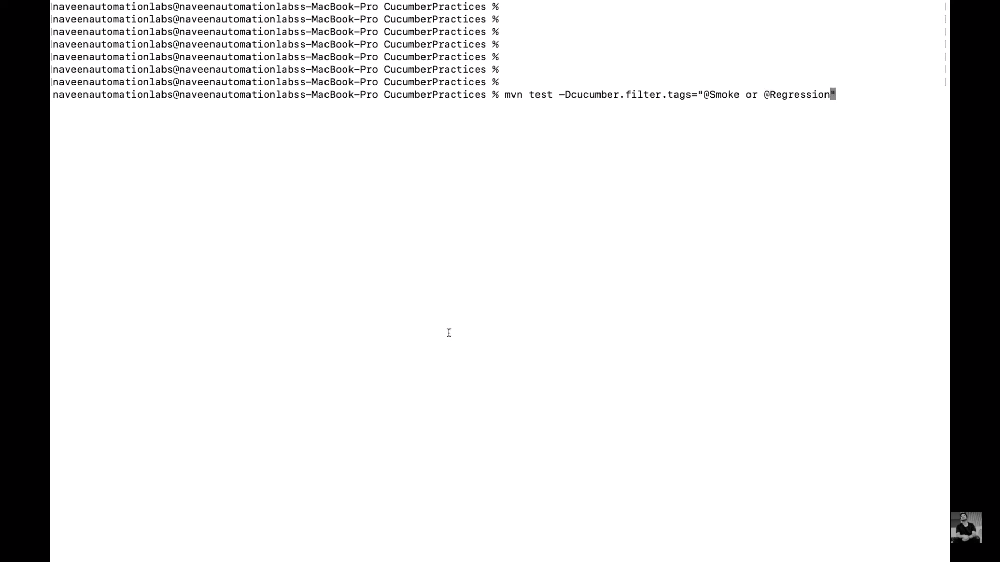 naveenautomationlabs@naveenautomationlabss-MacBook-Pro CucumberPractices %
naveenautomationlabs@naveenautomationlabss-MacBook-Pro CucumberPractices %
naveenautomationlabs@naveenautomationlabss-MacBook-Pro CucumberPractices %
naveenautomationlabs@naveenautomationlabss-MacBook-Pro CucumberPractices %
naveenautomationlabs@naveenautomationlabss-MacBook-Pro CucumberPractices %
naveenautomationlabs@naveenautomationlabss-MacBook-Pro CucumberPractices %
naveenautomationlabs@naveenautomationlabss-MacBook-Pro CucumberPractices %
naveenautomationlabs@naveenautomationlabss-MacBook-Pro CucumberPractices % mvn test -Dcucumber.filter.tags="@Smoke or @Regression"